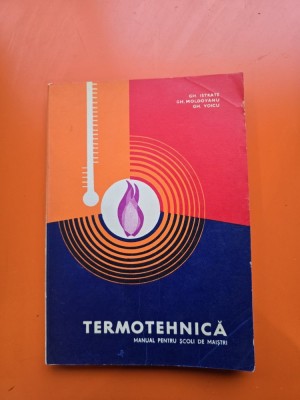 GH. ISTRATE
GH. MOLDOVANU
GH. VOICU
TERMOTEHNICĂ
MANUAL PENTRU ȘCOLI DE MAIȘTRI